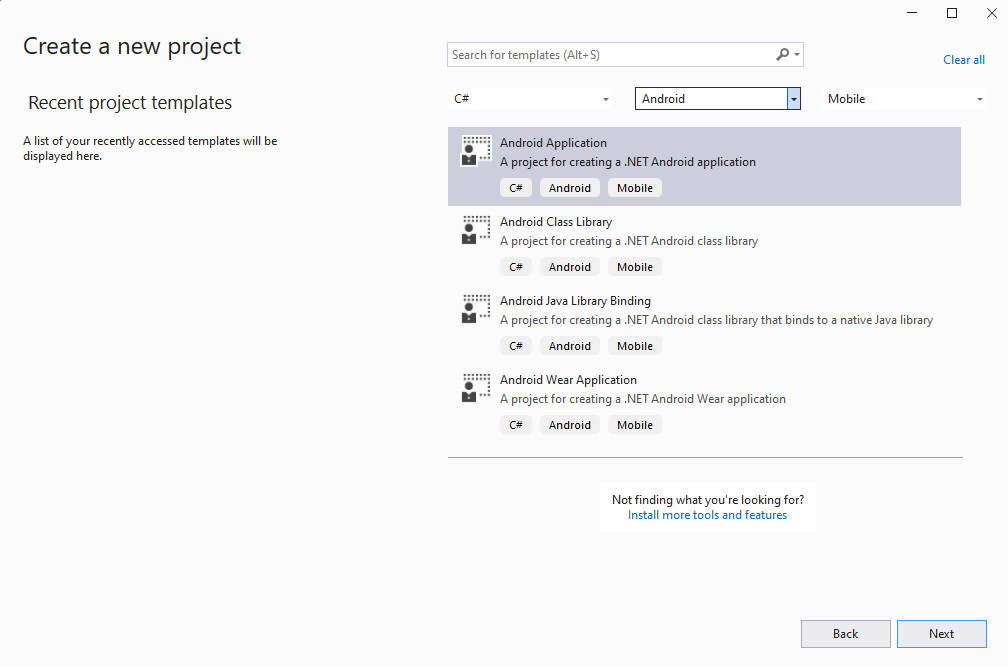 Create a new project
Search for templates (Alt+S)
Clear all
Recent project templates
C#
Android
Mobile
A list of your recently accessed templates will be
displayed here.
Android Application
A project for creating a .NET Android application
C# Android Mobile
Android Class Library
A project for creating a .NET Android class library
C# Android Mobile
Android Java Library Binding
A project for creating a .NET Android class library that binds to a native Java library
C# Android Mobile
Android Wear Application
A project for creating a .NET Android Wear application
C# Android Mobile
Not finding what you're looking for?
Install more tools and features
Back
Next